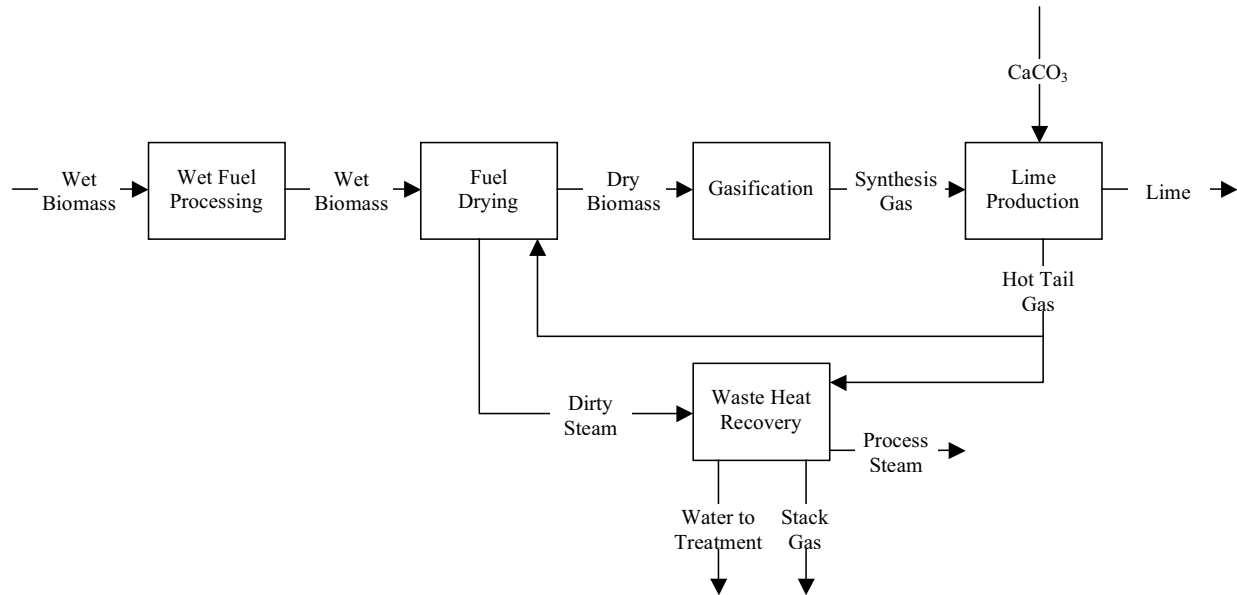 CaCO₃
Wet
Biomass
Wet Fuel
Processing
Wet
Biomass
Fuel
Drying
Dry
Biomass
Gasification
Synthesis
Gas
Lime
Production
Lime
Hot Tail
Gas
Dirty
Steam
Waste Heat
Recovery
Process
Steam
Water to
Treatment
Stack
Gas